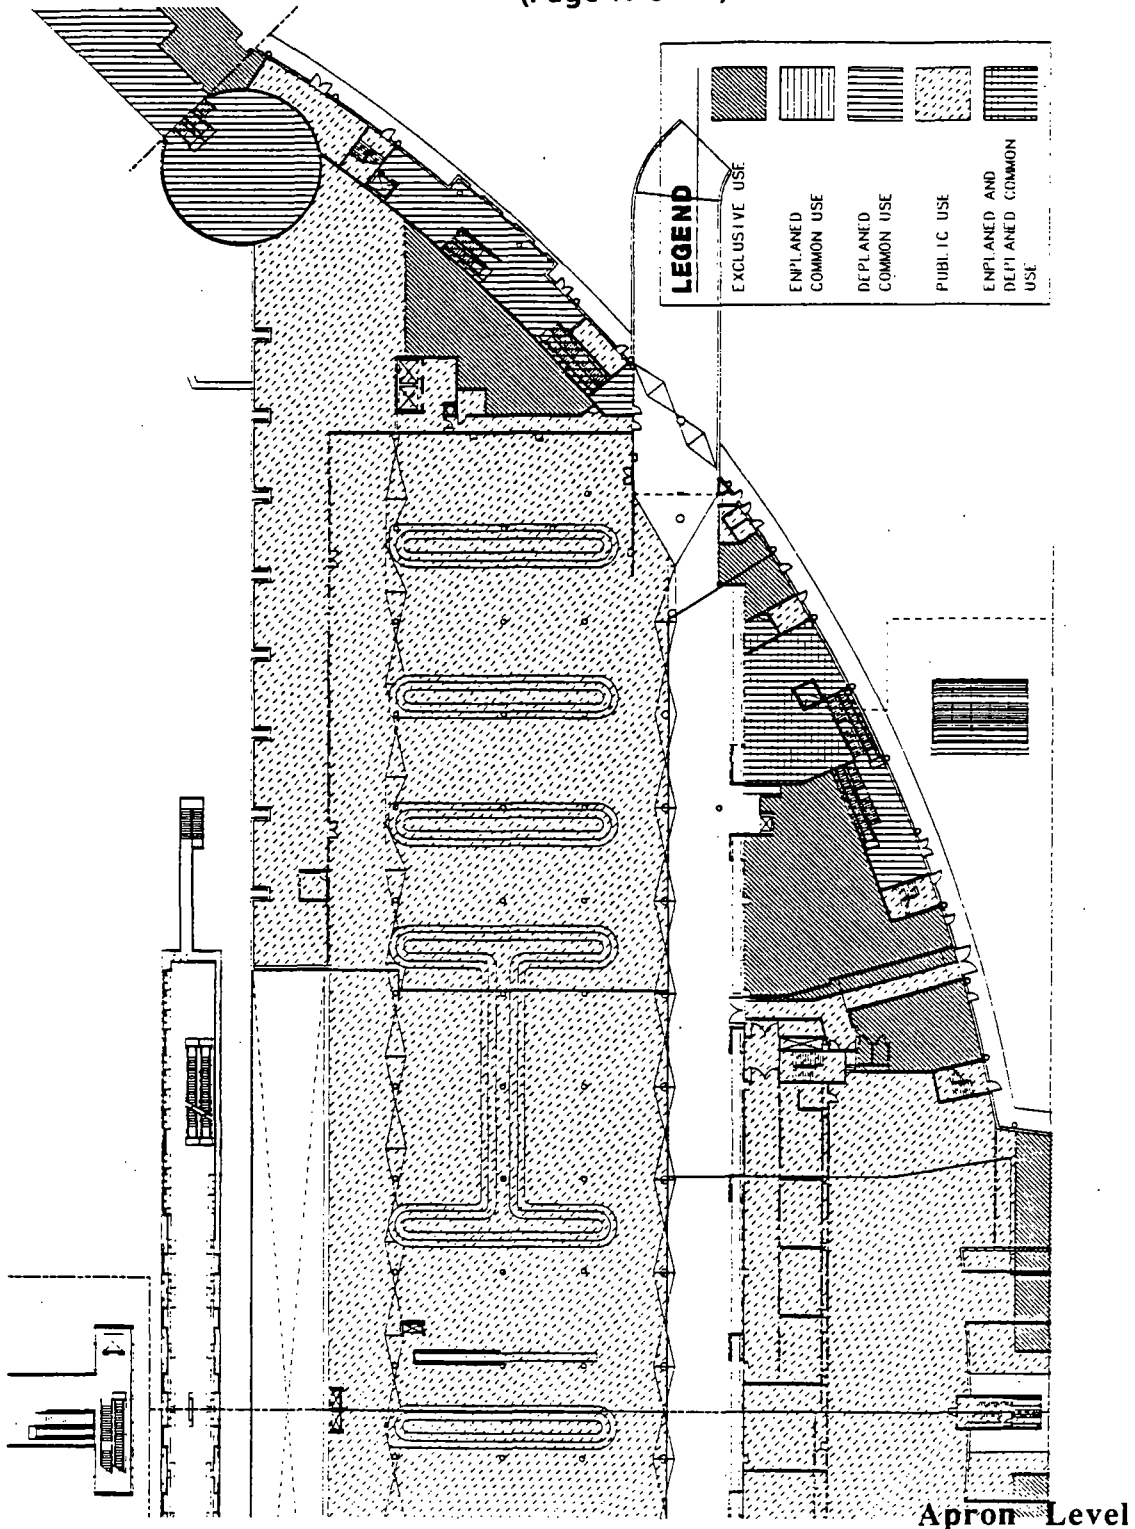 LEGEND
EXCLUSIVE USE
ENPLANED
COMMON USE
DEPLANED
COMMON USE
PUBLIC USE
ENPLANED AND
DEPLANED COMMON
USE
Apron Level